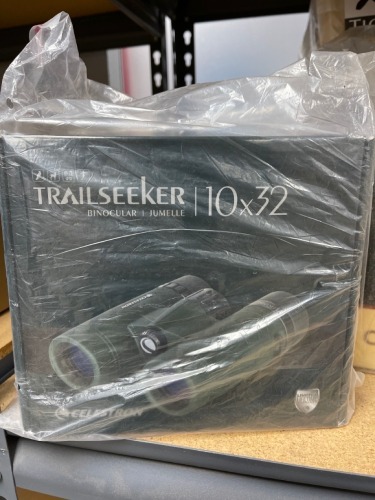 TRAILSEEKER | 10x32
BINOCULAR | JUMELLE
CELESTRON